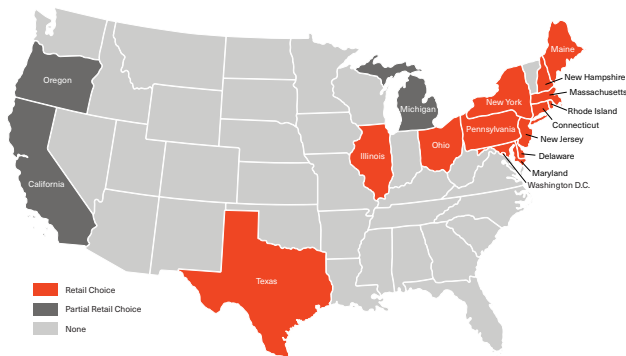 Maine
Oregon
New Hampshire
Massachusetts
Michigan
New York
Rhode Island
Connecticut
Pennsylvania
New Jersey
Ohio
Illinois
Delaware
Maryland
California
Washington D.C.
Texas
Retail Choice
Partial Retail Choice
None